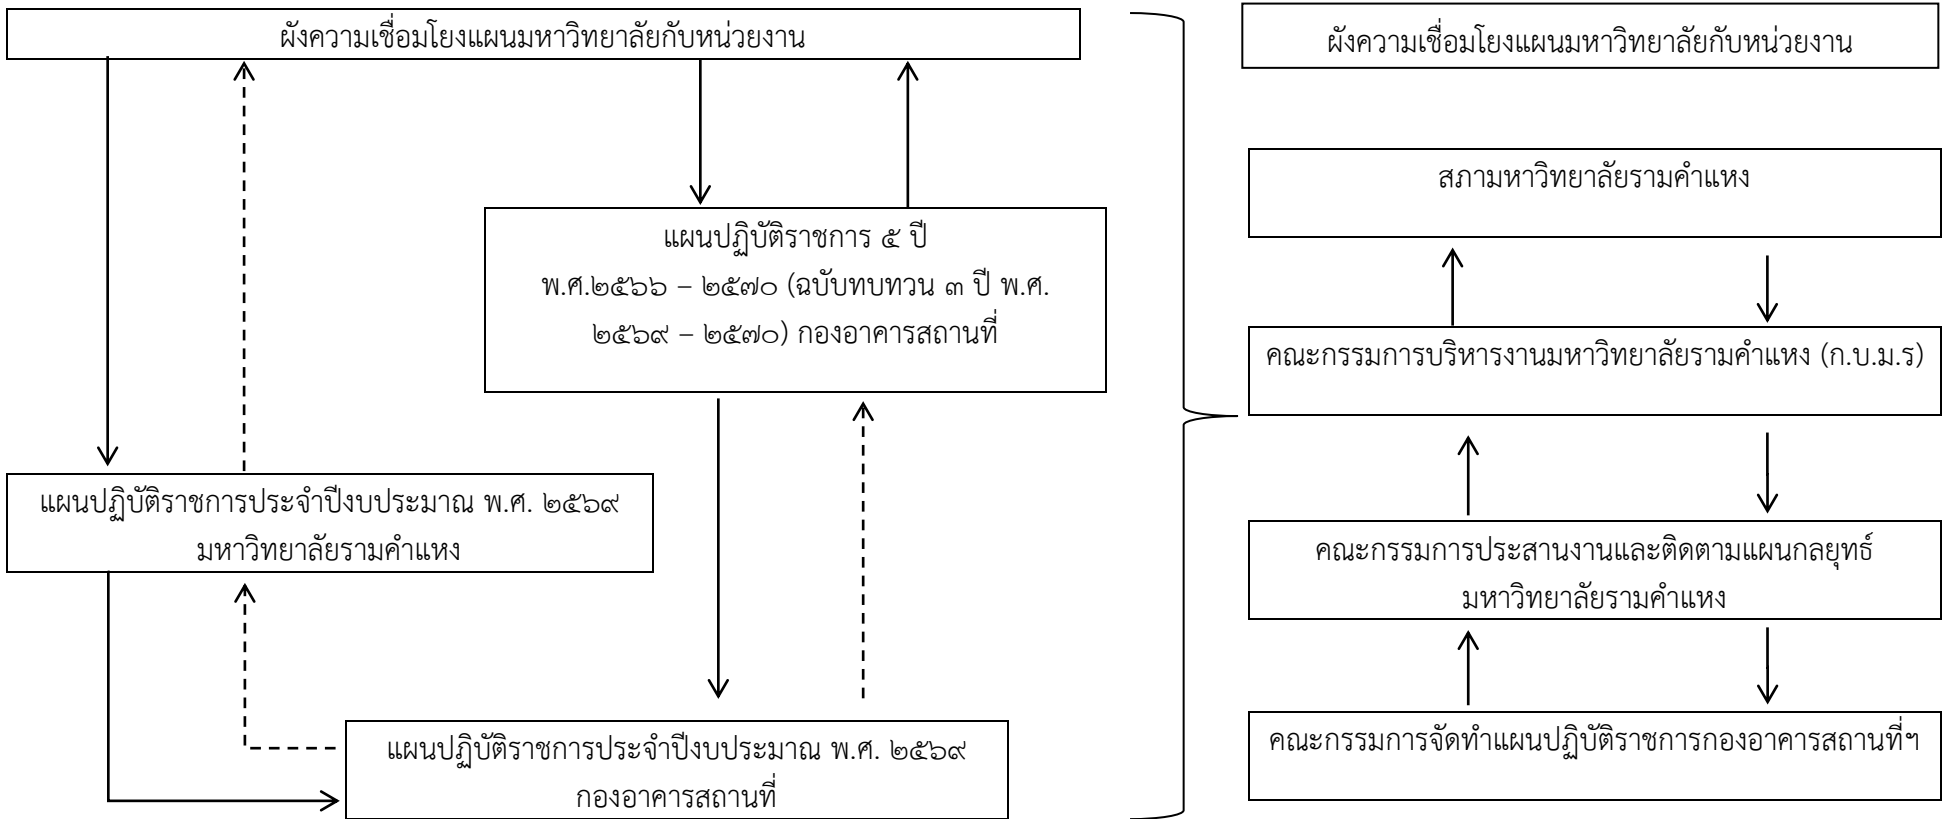 ผังความเชื่อมโยงแผนมหาวิทยาลัยกับหน่วยงาน
แผนปฏิบัติราชการ ๕ ปี
พ.ศ.๒๕๖๖ – ๒๕๗๐ (ฉบับทบทวน ๓ ปี พ.ศ.
๒๕๖๙ – ๒๕๗๐) กองอาคารสถานที่
แผนปฏิบัติราชการประจำปีงบประมาณ พ.ศ. ๒๕๖๙
มหาวิทยาลัยรามคำแหง
แผนปฏิบัติราชการประจำปีงบประมาณ พ.ศ. ๒๕๖๙
กองอาคารสถานที่
ผังความเชื่อมโยงแผนมหาวิทยาลัยกับหน่วยงาน
สภามหาวิทยาลัยรามคำแหง
คณะกรรมการบริหารงานมหาวิทยาลัยรามคำแหง (ก.บ.ม.ร)
คณะกรรมการประสานงานและติดตามแผนกลยุทธ์
มหาวิทยาลัยรามคำแหง
คณะกรรมการจัดทำแผนปฏิบัติราชการกองอาคารสถานที่ฯ